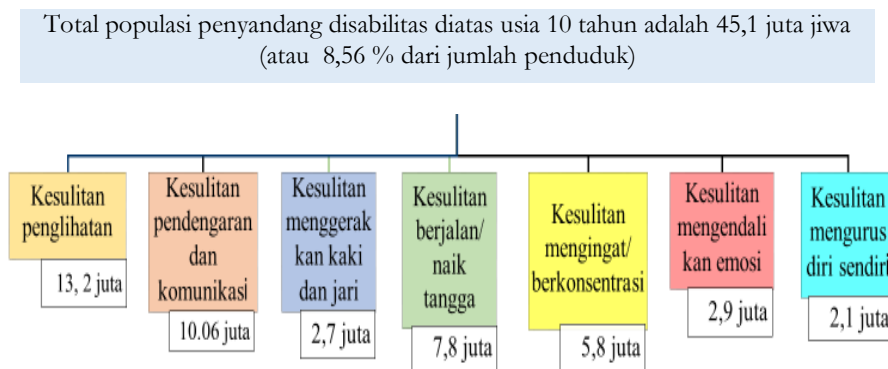 Total populasi penyandang disabilitas diatas usia 10 tahun adalah 45,1 juta jiwa
(atau 8,56 % dari jumlah penduduk)
Kesulitan
penglihatan
13, 2 juta
Kesulitan
pendengaran
dan
komunikasi
10.06 juta
Kesulitan
menggerak
kan kaki
dan jari
2,7 juta
Kesulitan
berjalan/
naik
tangga
7,8 juta
Kesulitan
mengingat/
berkonsentrasi
5,8 juta
Kesulitan
mengendali
kan emosi
2,9 juta
Kesulitan
mengurus
diri sendiri
2,1 juta